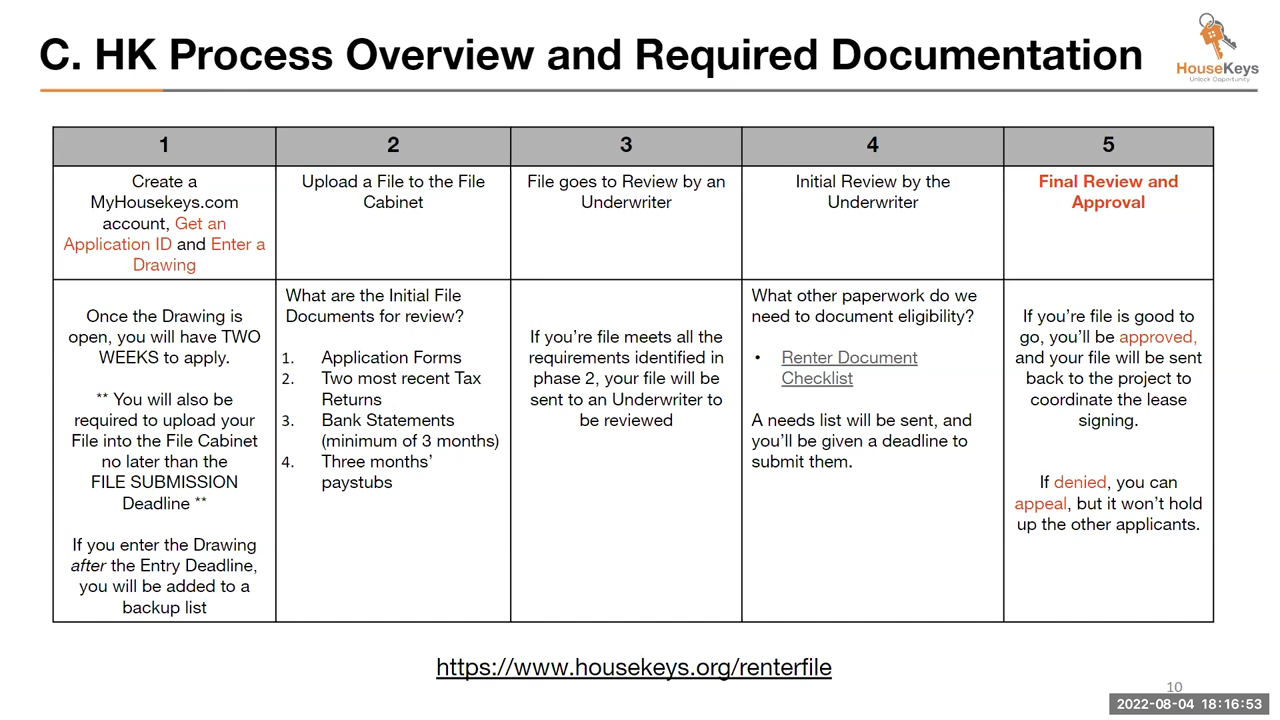 C. HK Process Overview and Required Documentation
HouseKeys
Unlock Opportunity
1
2
3
4
5
Create a
MyHousekeys.com
account, Get an
Application ID and Enter a
Drawing
Upload a File to the File
Cabinet
File goes to Review by an
Underwriter
Initial Review by the
Underwriter
Final Review and
Approval
Once the Drawing is
open, you will have TWO
WEEKS to apply.
** You will also be
required to upload your
File into the File Cabinet
no later than the
FILE SUBMISSION
Deadline **
If you enter the Drawing
after the Entry Deadline,
you will be added to a
backup list
What are the Initial File
Documents for review?
1. Application Forms
2. Two most recent Tax
Returns
3. Bank Statements
(minimum of 3 months)
4. Three months’
paystubs
If you’re file meets all the
requirements identified in
phase 2, your file will be
sent to an Underwriter to
be reviewed
What other paperwork do we
need to document eligibility?
• Renter Document
Checklist
A needs list will be sent, and
you’ll be given a deadline to
submit them.
If you’re file is good to
go, you’ll be approved,
and your file will be sent
back to the project to
coordinate the lease
signing.
If denied, you can
appeal, but it won’t hold
up the other applicants.
https://www.housekeys.org/renterfile
10
2022-08-04 18:16:53